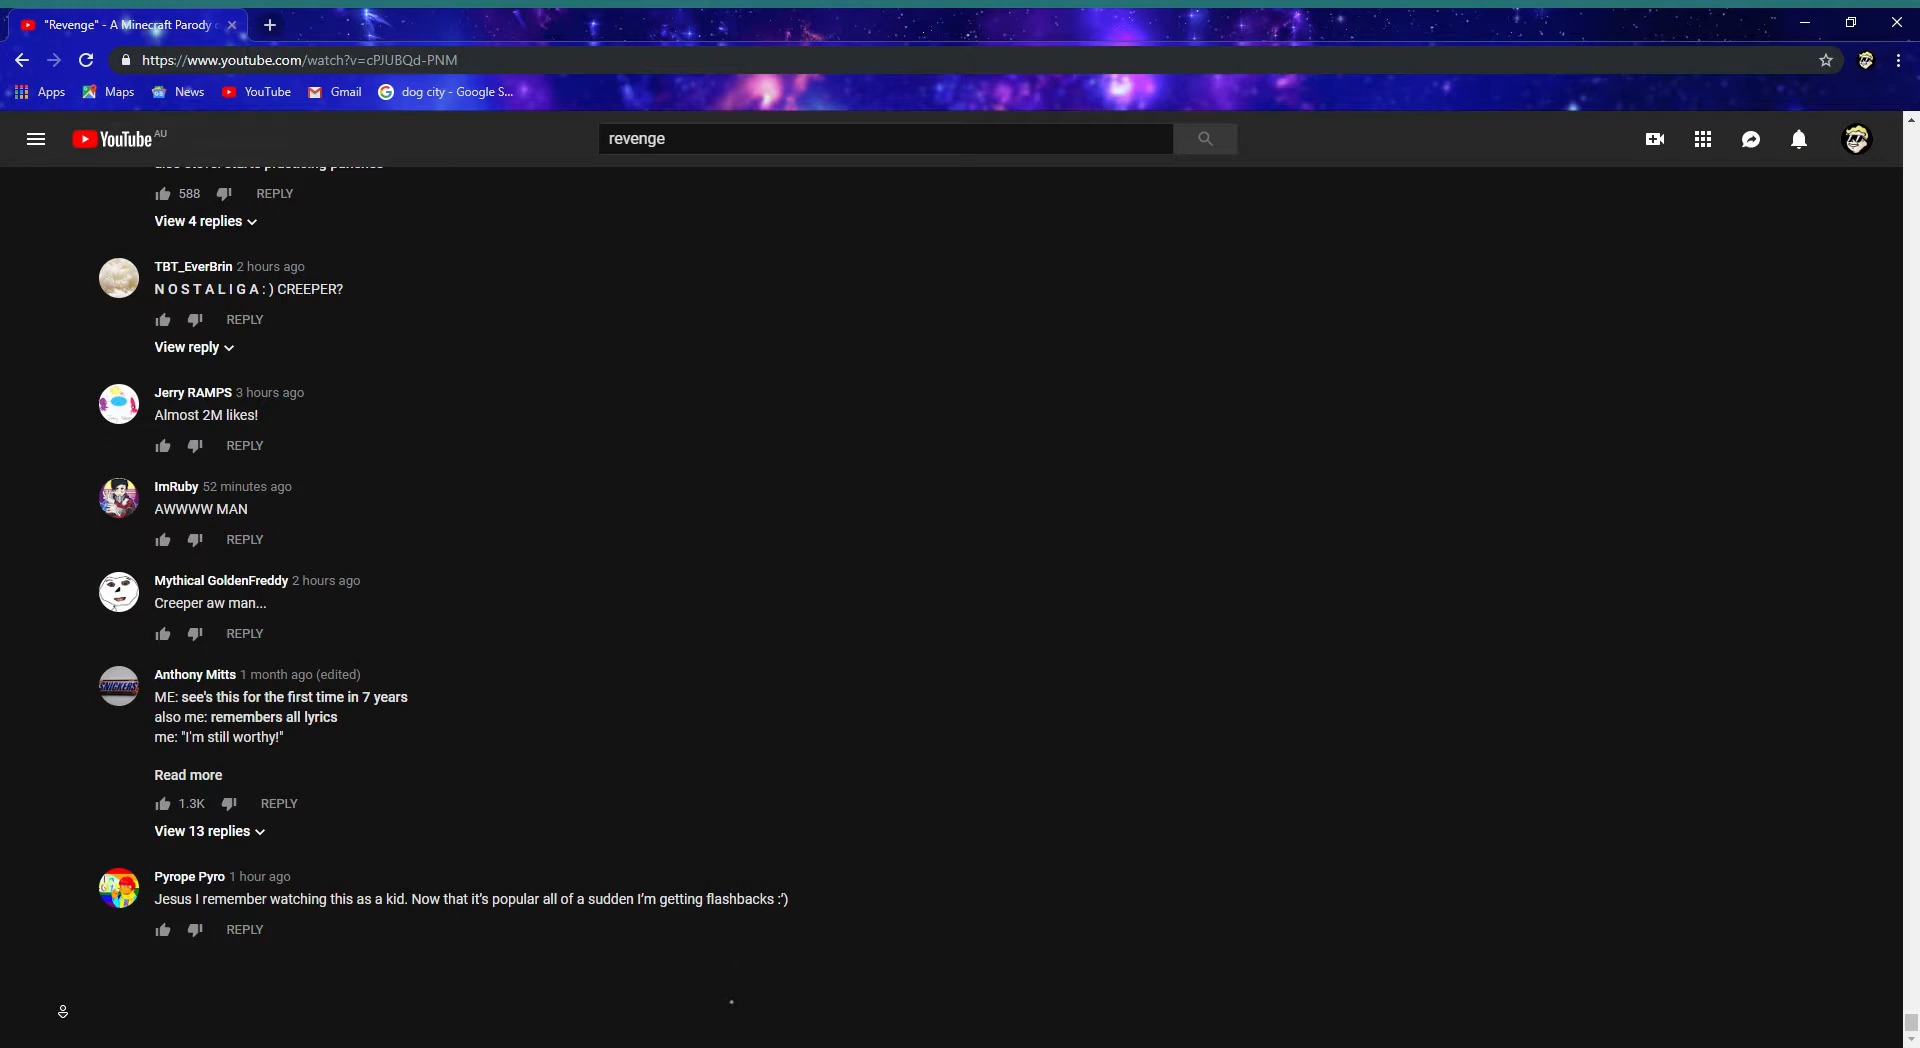 "Revenge" - A Minecraft Parody
https://www.youtube.com/watch?v=cPJUBQd-PNM
Apps Maps News YouTube Gmail dog city - Google S...
YouTube AU revenge
588 REPLY
View 4 replies
TBT_EverBrin 2 hours ago
N O S T A L I G A : ) CREEPER?
REPLY
View reply
Jerry RAMPS 3 hours ago
Almost 2M likes!
REPLY
ImRuby 52 minutes ago
AWWWW MAN
REPLY
Mythical GoldenFreddy 2 hours ago
Creeper aw man...
REPLY
SNICKERS
Anthony Mitts 1 month ago (edited)
ME: see's this for the first time in 7 years
also me: remembers all lyrics
me: "I'm still worthy!"
Read more
1.3K REPLY
View 13 replies
Pyrope Pyro 1 hour ago
Jesus I remember watching this as a kid. Now that it's popular all of a sudden I'm getting flashbacks :')
REPLY